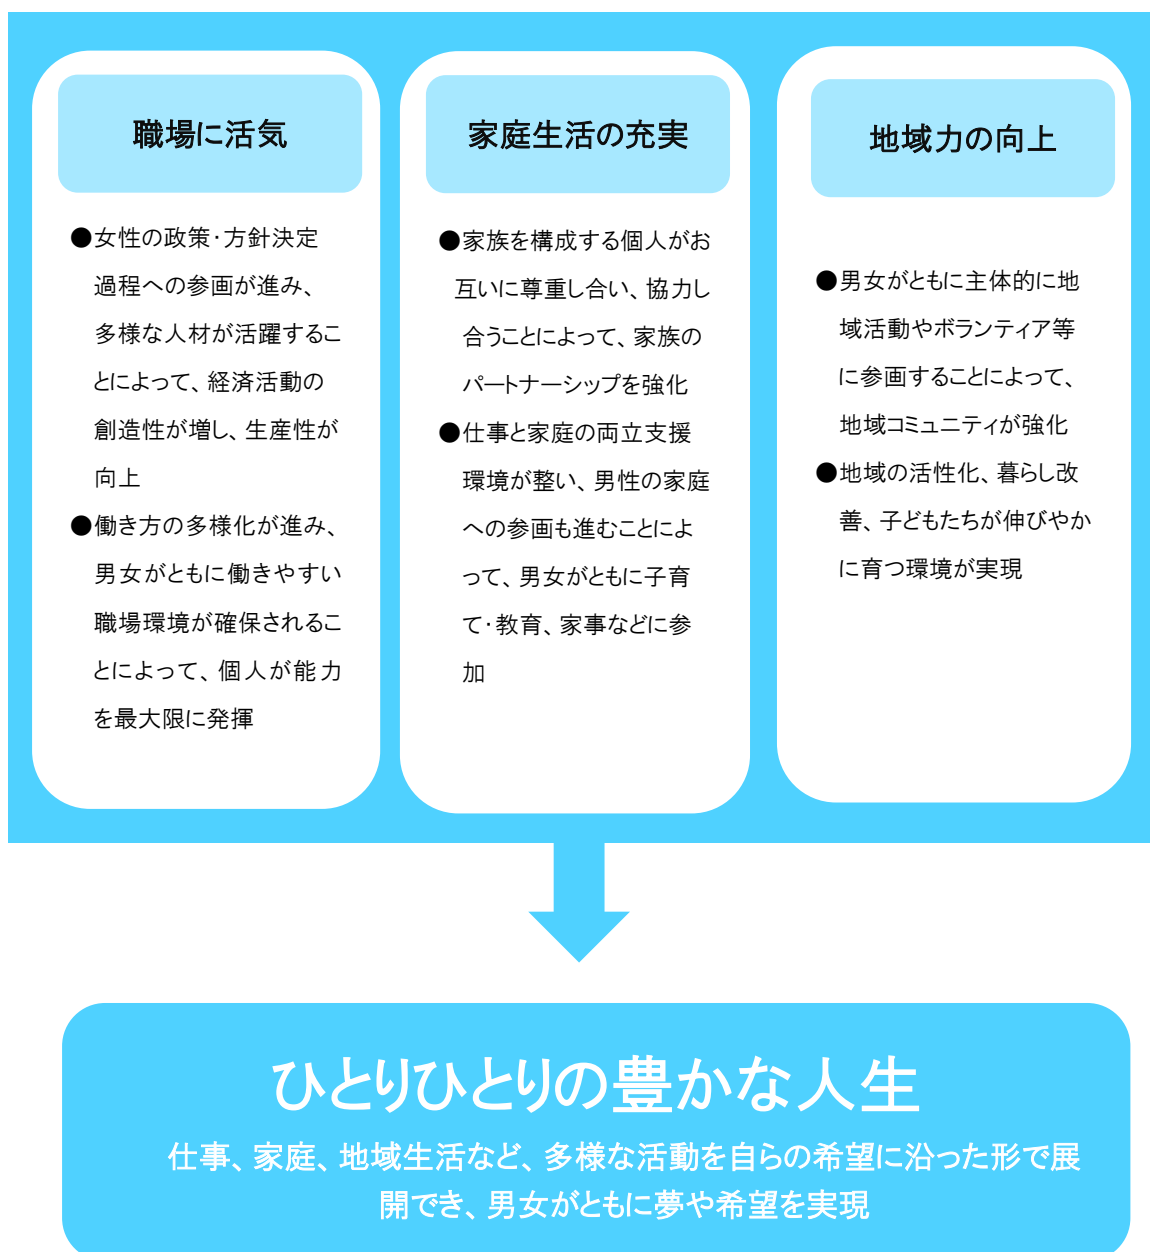 職場に活気
●女性の政策・方針決定
過程への参画が進み、
多様な人材が活躍するこ
とによって、経済活動の
創造性が増し、生産性が
向上
●働き方の多様化が進み、
男女がともに働きやすい
職場環境が確保されるこ
とによって、個人が能力
を最大限に発揮
家庭生活の充実
●家族を構成する個人がお
互いに尊重し合い、協力し
合うことによって、家族の
パートナーシップを強化
●仕事と家庭の両立支援
環境が整い、男性の家庭
への参画も進むことによ
って、男女がともに子育
て・教育、家事などに参
加
地域力の向上
●男女がともに主体的に地
域活動やボランティア等
に参画することによって、
地域コミュニティが強化
●地域の活性化、暮らし改
善、子どもたちが伸びやか
に育つ環境が実現
ひとりひとりの豊かな人生
仕事、家庭、地域生活など、多様な活動を自らの希望に沿った形で展
開でき、男女がともに夢や希望を実現